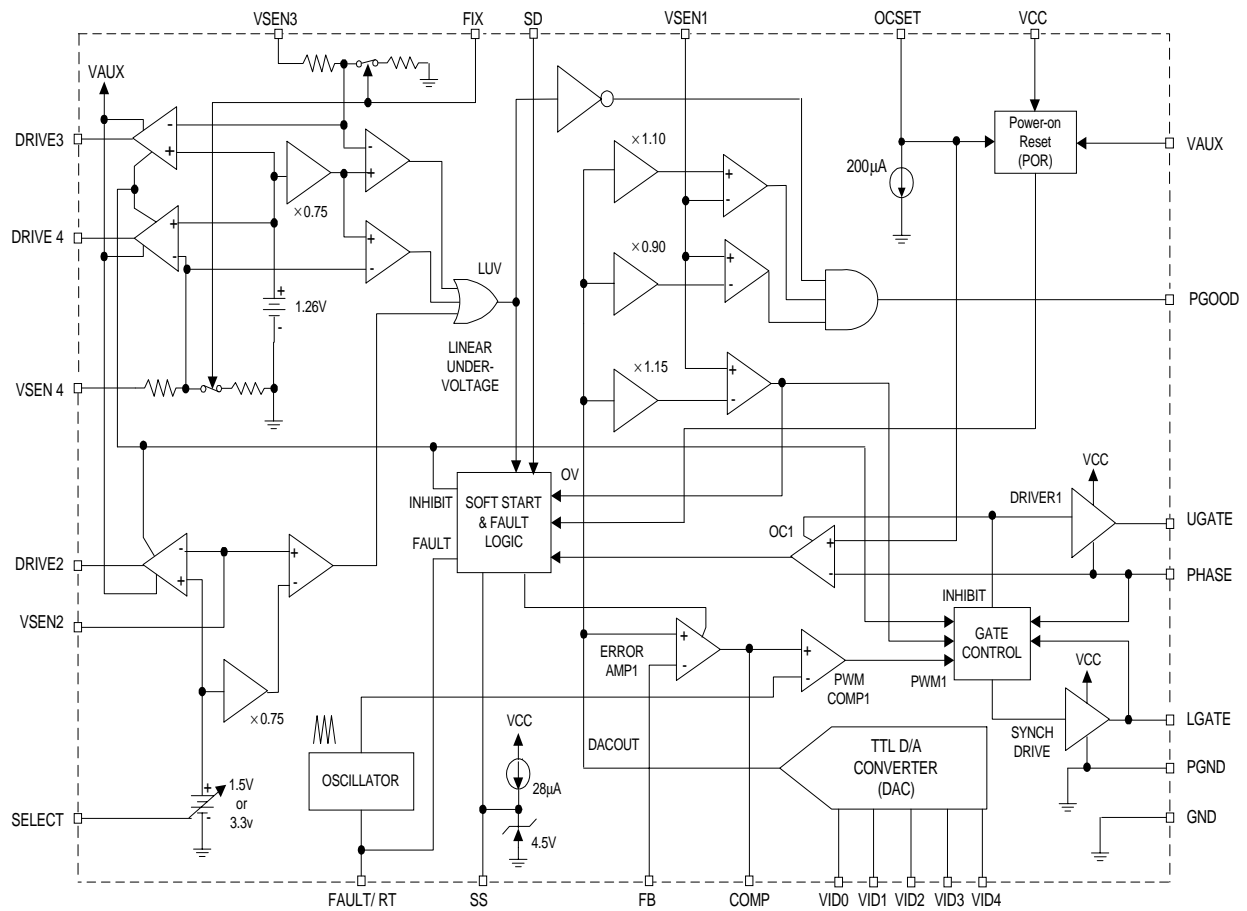 VSEN3
FIX
SD
VSEN1
OCSET
VCC
VAUX
DRIVE3
-
+
-
+
×0.75
×1.10
+
-
200µA
Power-on
Reset
(POR)
VAUX
DRIVE 4
+
-
+
-
×0.90
+
-
LUV
+
1.26V
-
PGOOD
LINEAR
UNDER-
VOLTAGE
×1.15
+
-
VSEN 4
OV
VCC
INHIBIT
SOFT START
& FAULT
LOGIC
FAULT
DRIVER1
OC1
+
-
UGATE
DRIVE2
-
+
+
-
PHASE
VSEN2
INHIBIT
GATE
CONTROL
PWM1
+
-
ERROR
AMP1
+
-
PWM
COMP1
VCC
×0.75
SYNCH
DRIVE
LGATE
VCC
DACOUT
TTL D/A
CONVERTER
(DAC)
OSCILLATOR
28µA
PGND
+
1.5V
or
3.3v
-
SELECT
4.5V
GND
FAULT/ RT
SS
FB
COMP
VID0
VID1
VID2
VID3
VID4